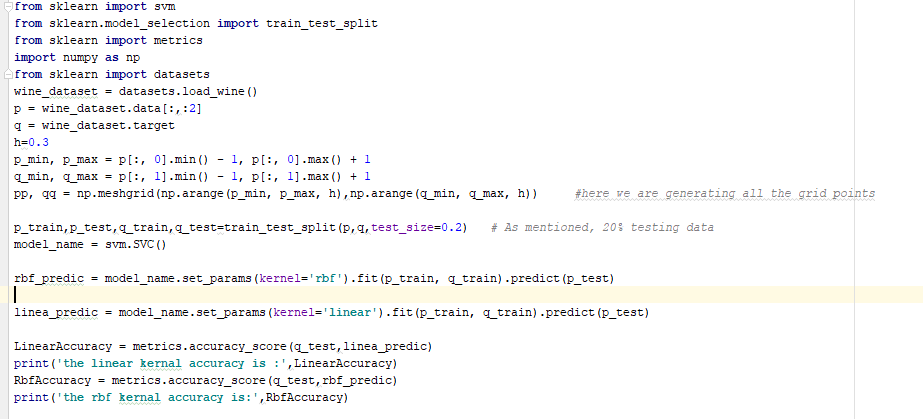 from sklearn import svm
from sklearn.model_selection import train_test_split
from sklearn import metrics
import numpy as np
from sklearn import datasets
wine_dataset = datasets.load_wine()
p = wine_dataset.data[:,:2]
q = wine_dataset.target
h=0.3
p_min, p_max = p[:, 0].min() - 1, p[:, 0].max() + 1
q_min, q_max = p[:, 1].min() - 1, p[:, 1].max() + 1
pp, qq = np.meshgrid(np.arange(p_min, p_max, h),np.arange(q_min, q_max, h))     #here we are generating all the grid points
p_train,p_test,q_train,q_test=train_test_split(p,q,test_size=0.2)   # As mentioned, 20% testing data
model_name = svm.SVC()
rbf_predic = model_name.set_params(kernel='rbf').fit(p_train, q_train).predict(p_test)
linea_predic = model_name.set_params(kernel='linear').fit(p_train, q_train).predict(p_test)
LinearAccuracy = metrics.accuracy_score(q_test,linea_predic)
print('the linear kernal accuracy is :',LinearAccuracy)
RbfAccuracy = metrics.accuracy_score(q_test,rbf_predic)
print('the rbf kernal accuracy is:',RbfAccuracy)